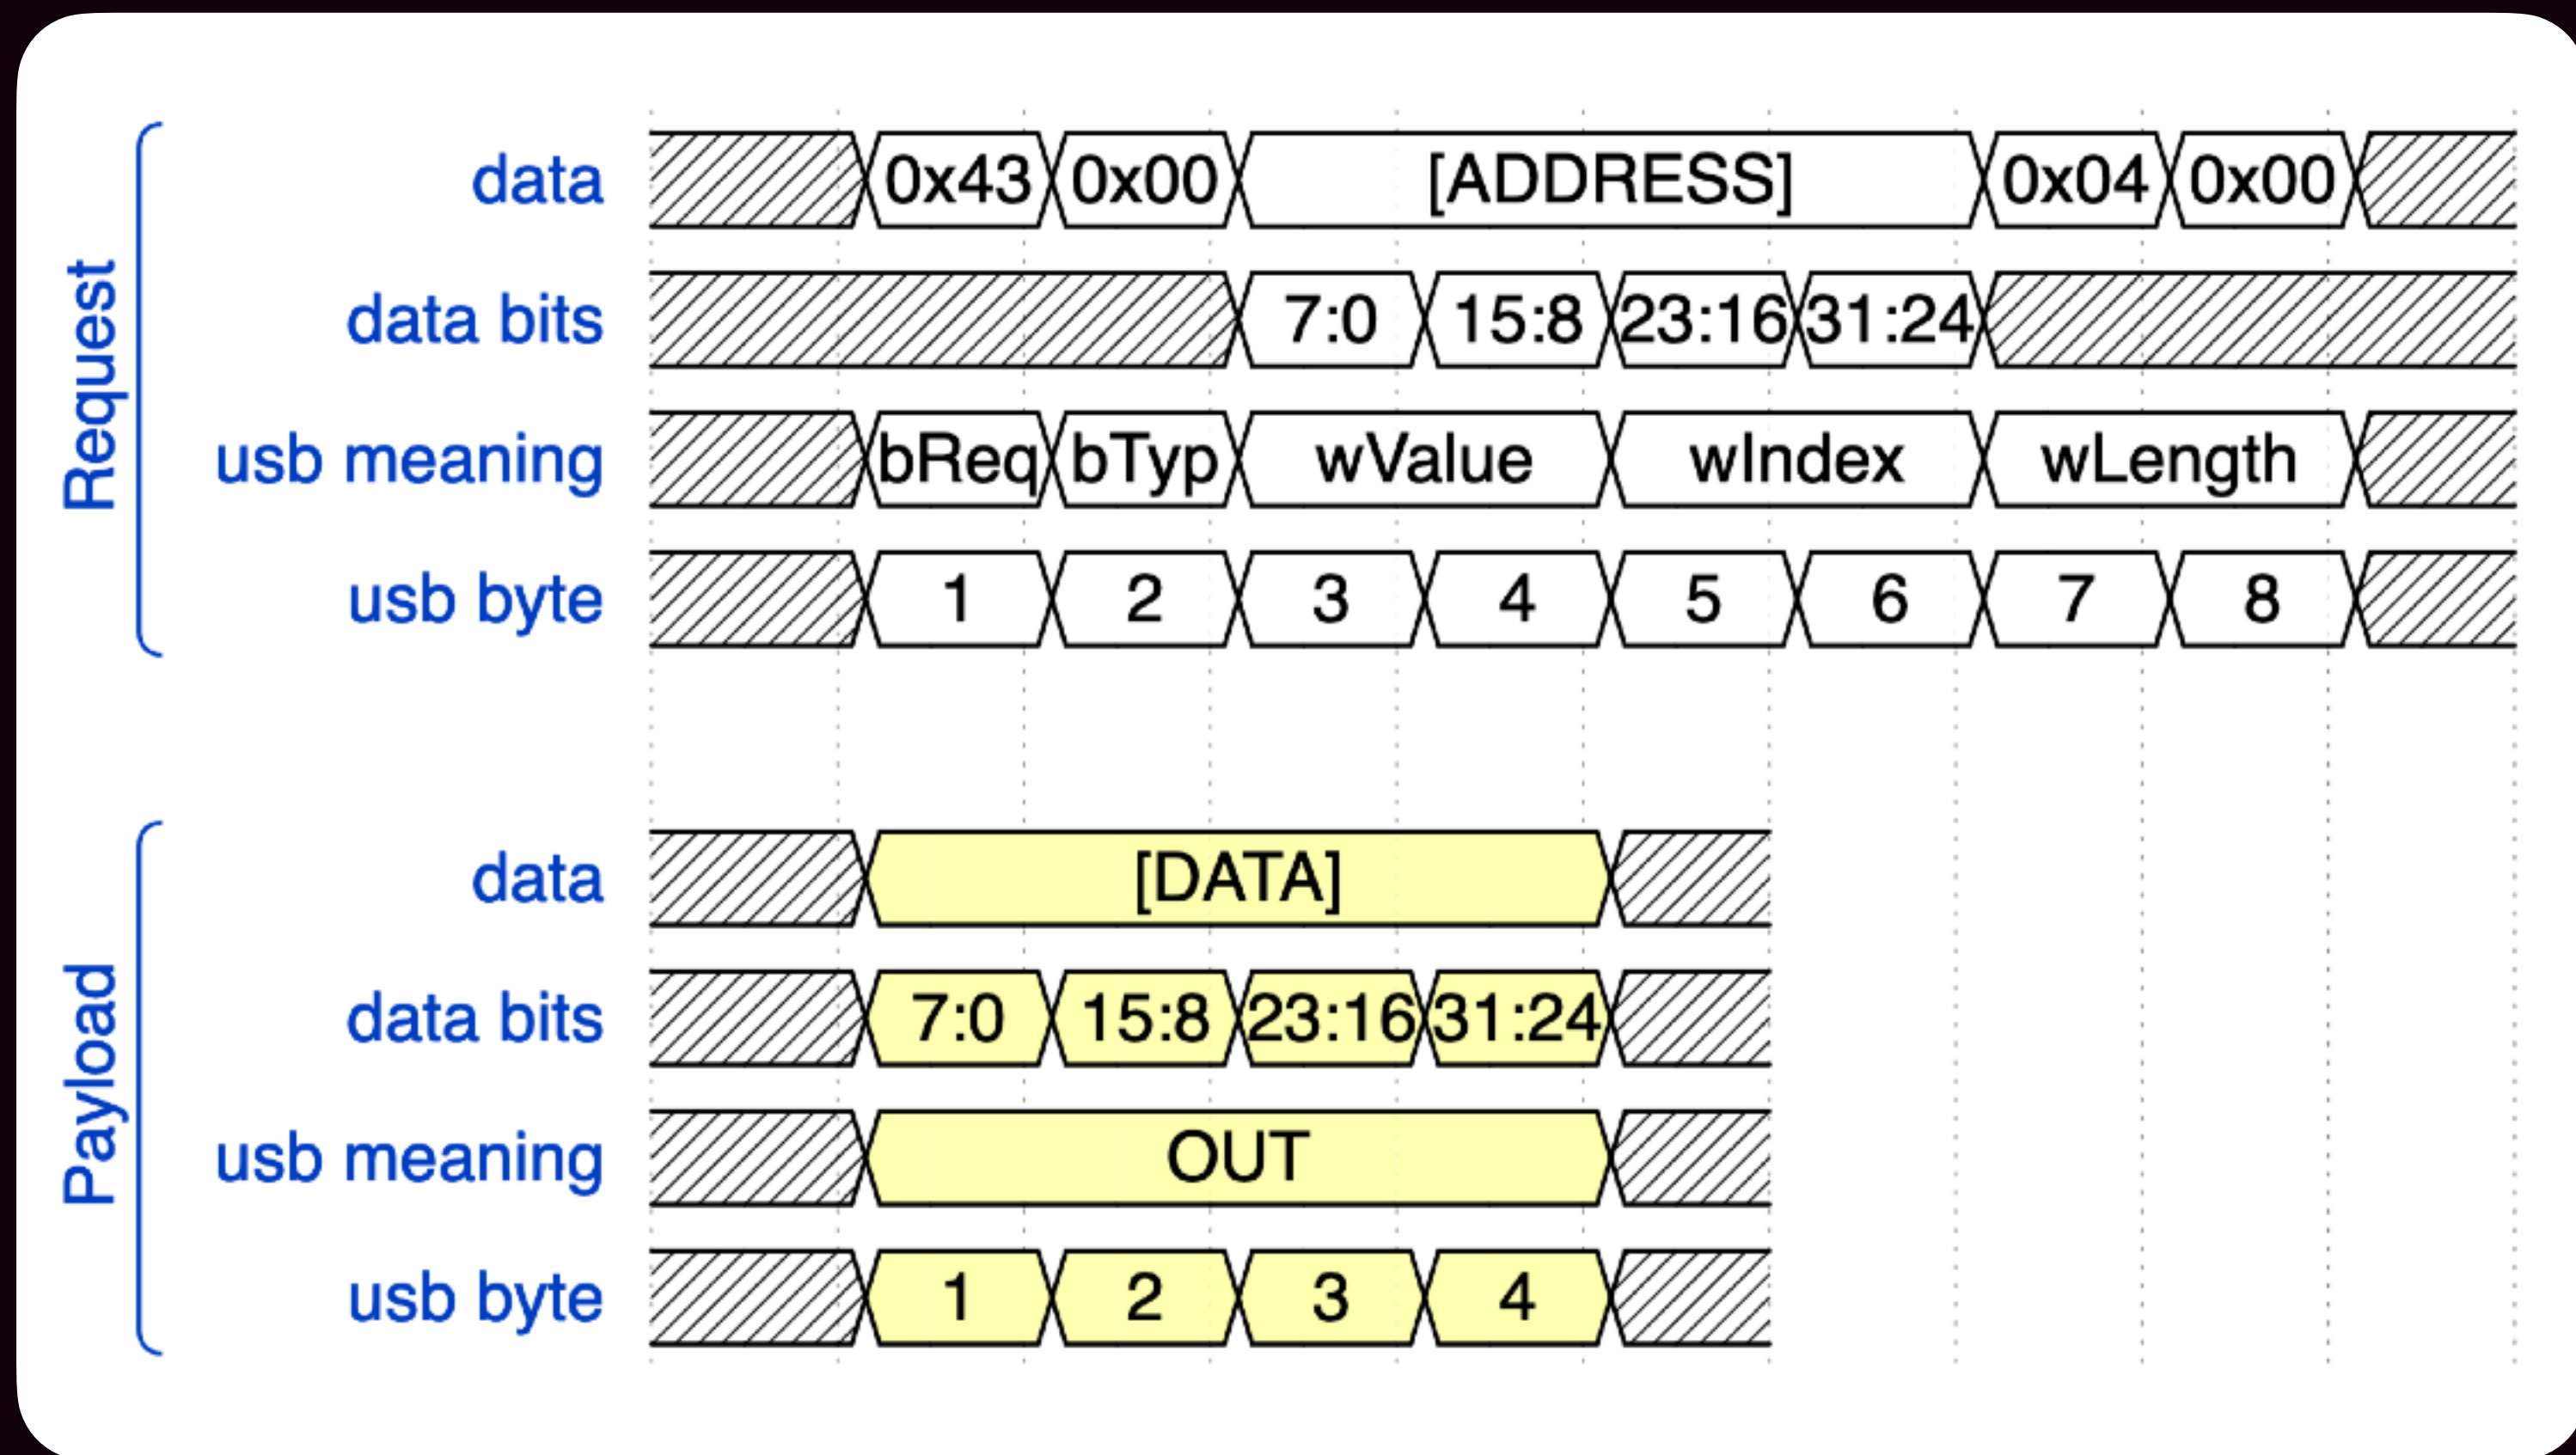 Request
data 0x43 0x00 [ADDRESS] 0x04 0x00
data bits 7:0 15:8 23:16 31:24
usb meaning bReq bTyp wValue wIndex wLength
usb byte 1 2 3 4 5 6 7 8
Payload
data [DATA]
data bits 7:0 15:8 23:16 31:24
usb meaning OUT
usb byte 1 2 3 4